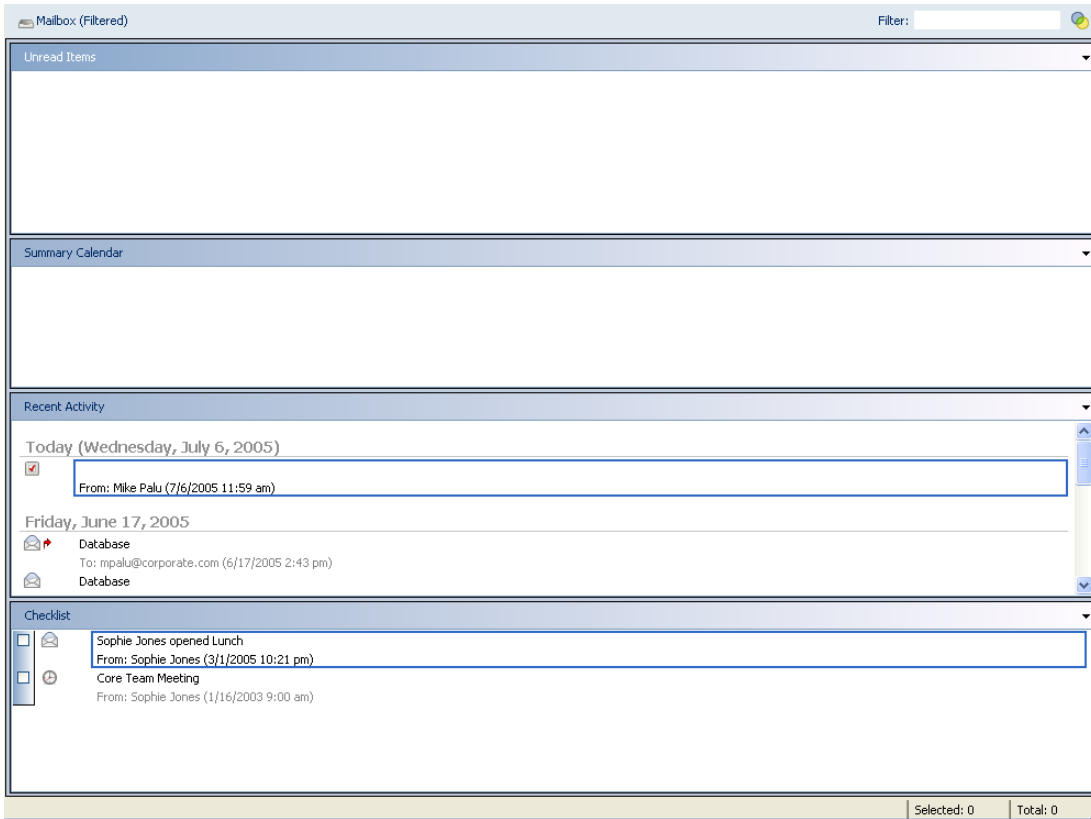 Mailbox (Filtered) Filter:
Unread Items
Summary Calendar
Recent Activity
Today (Wednesday, July 6, 2005)
From: Mike Palu (7/6/2005 11:59 am)
Friday, June 17, 2005
Database
To: mpalu@corporate.com (6/17/2005 2:43 pm)
Database
Checklist
Sophie Jones opened Lunch
From: Sophie Jones (3/1/2005 10:21 pm)
Core Team Meeting
From: Sophie Jones (1/16/2003 9:00 am)
Selected: 0 Total: 0